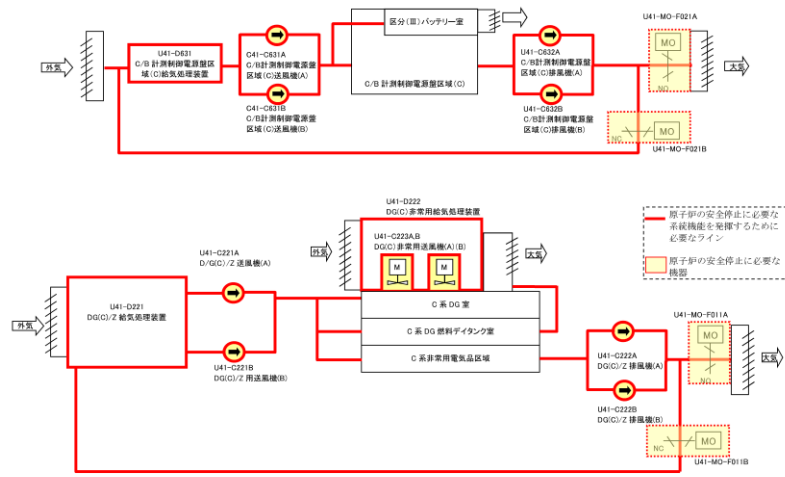 U41-D631
C/B 計測制御電源盤区
域(C)給気処理装置
C41-C631A
C/B計測制御電源盤
区域(C)送風機(A)
C41-C631B
C/B計測制御電源盤
区域(C)送風機(B)
区分(Ⅲ)バッテリー室
C/B 計測制御電源盤区域(C)
U41-C632A
C/B計測制御電源盤
区域(C)排風機(A)
U41-C632B
C/B計測制御電源盤
区域(C)排風機(B)
U41-MO-F021A
MO
NO
NC
MO
U41-MO-F021B
外気
大気
U41-D222
DG(C)非常用給気処理装置
U41-C223A,B
DG(C)非常用送風機(A)(B)
M
M
外気
大気
U41-C221A
D/G(C)/Z 送風機(A)
U41-D221
DG(C)/Z 給気処理装置
外気
U41-C221B
DG(C)/Z 用送風機(B)
C系DG室
C系DG燃料デイタンク室
C系非常用電気品区域
U41-C222A
DG(C)/Z 排風機(A)
U41-C222B
DG(C)/Z 排風機(B)
U41-MO-F011A
MO
NO
大気
NC
MO
U41-MO-F011B
原子炉の安全停止に必要な
系統機能を発揮するために
必要なライン
原子炉の安全停止に必要な
機器